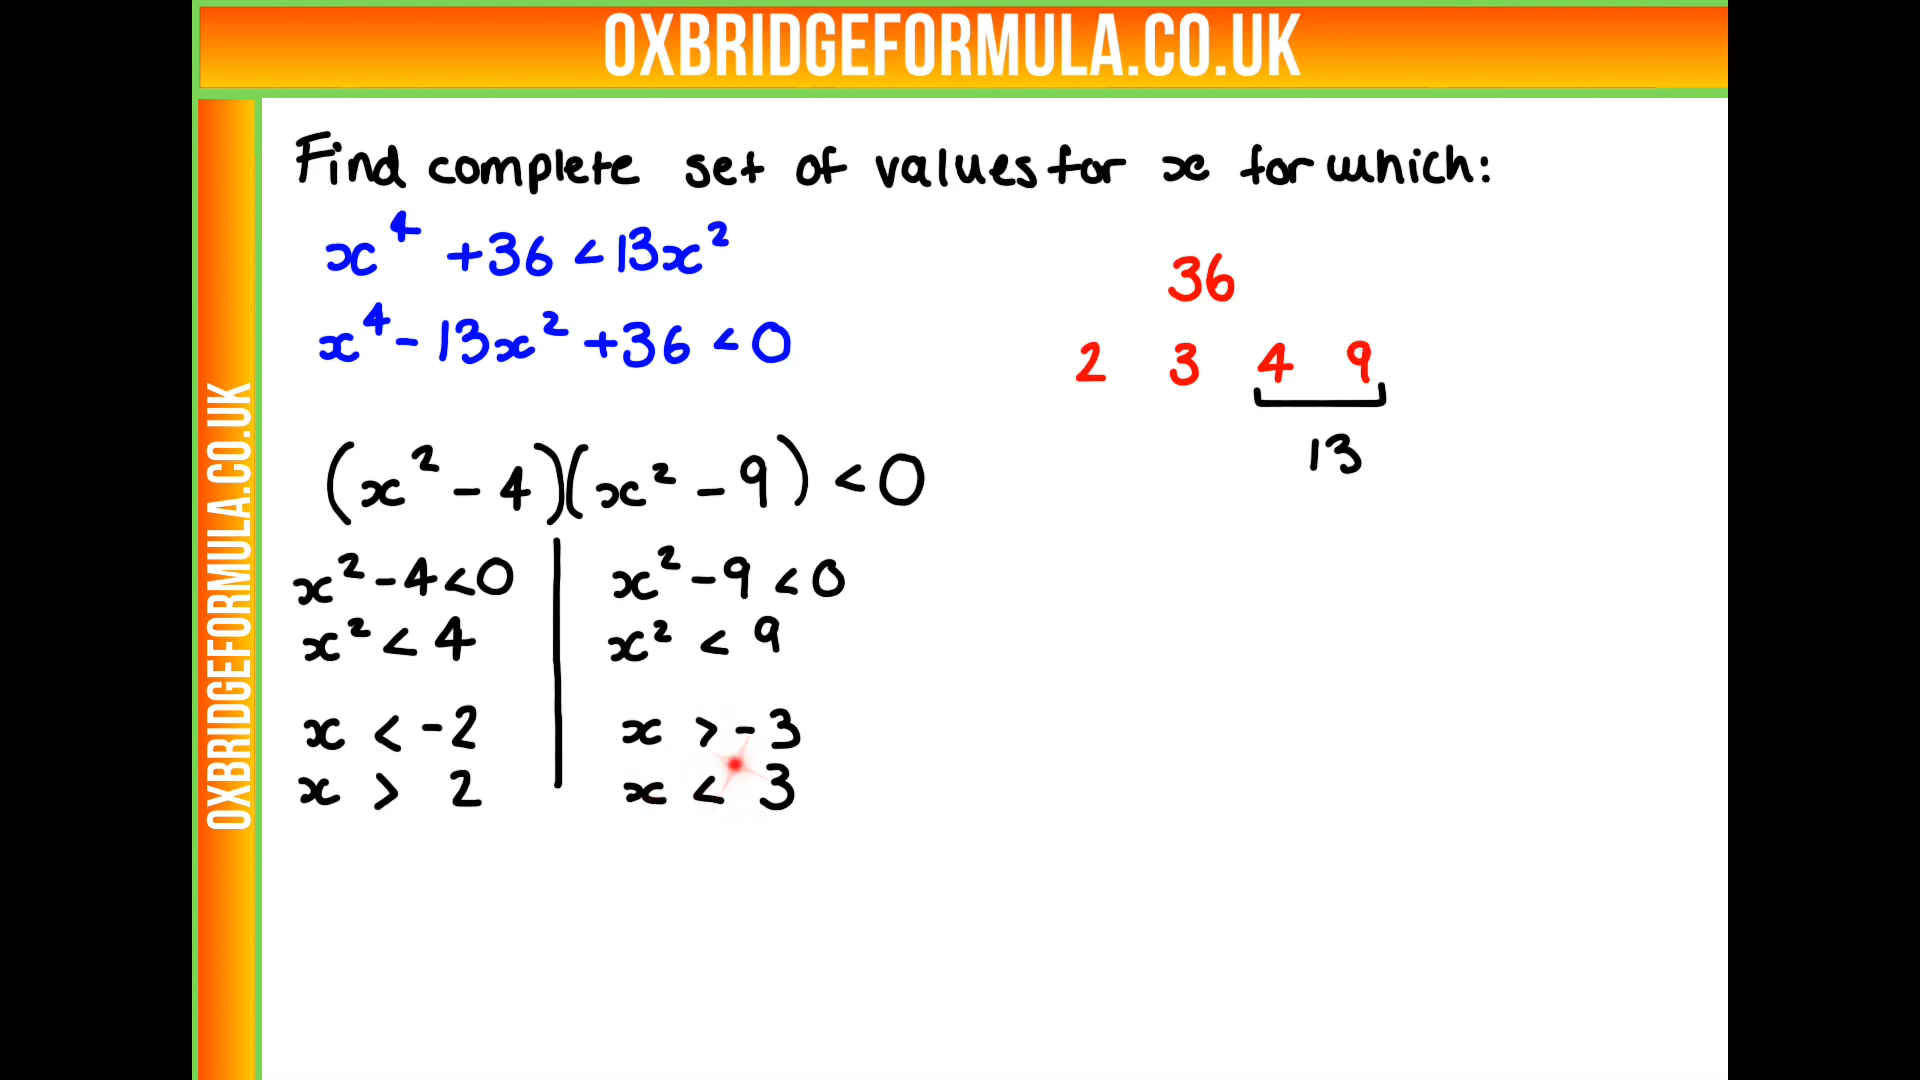 OXBRIDGEFORMULA.CO.UK
OXBRIDGEFORMULA.CO.UK
Find complete set of values for x for which:
x⁴ +36 < 13x²
x⁴ - 13x² +36 < 0
36
2 3 4 9
13
(x² - 4)(x² - 9) < 0
x² - 4 < 0
x² < 4
x < -2
x > 2
x² - 9 < 0
x² < 9
x > -3
x < 3